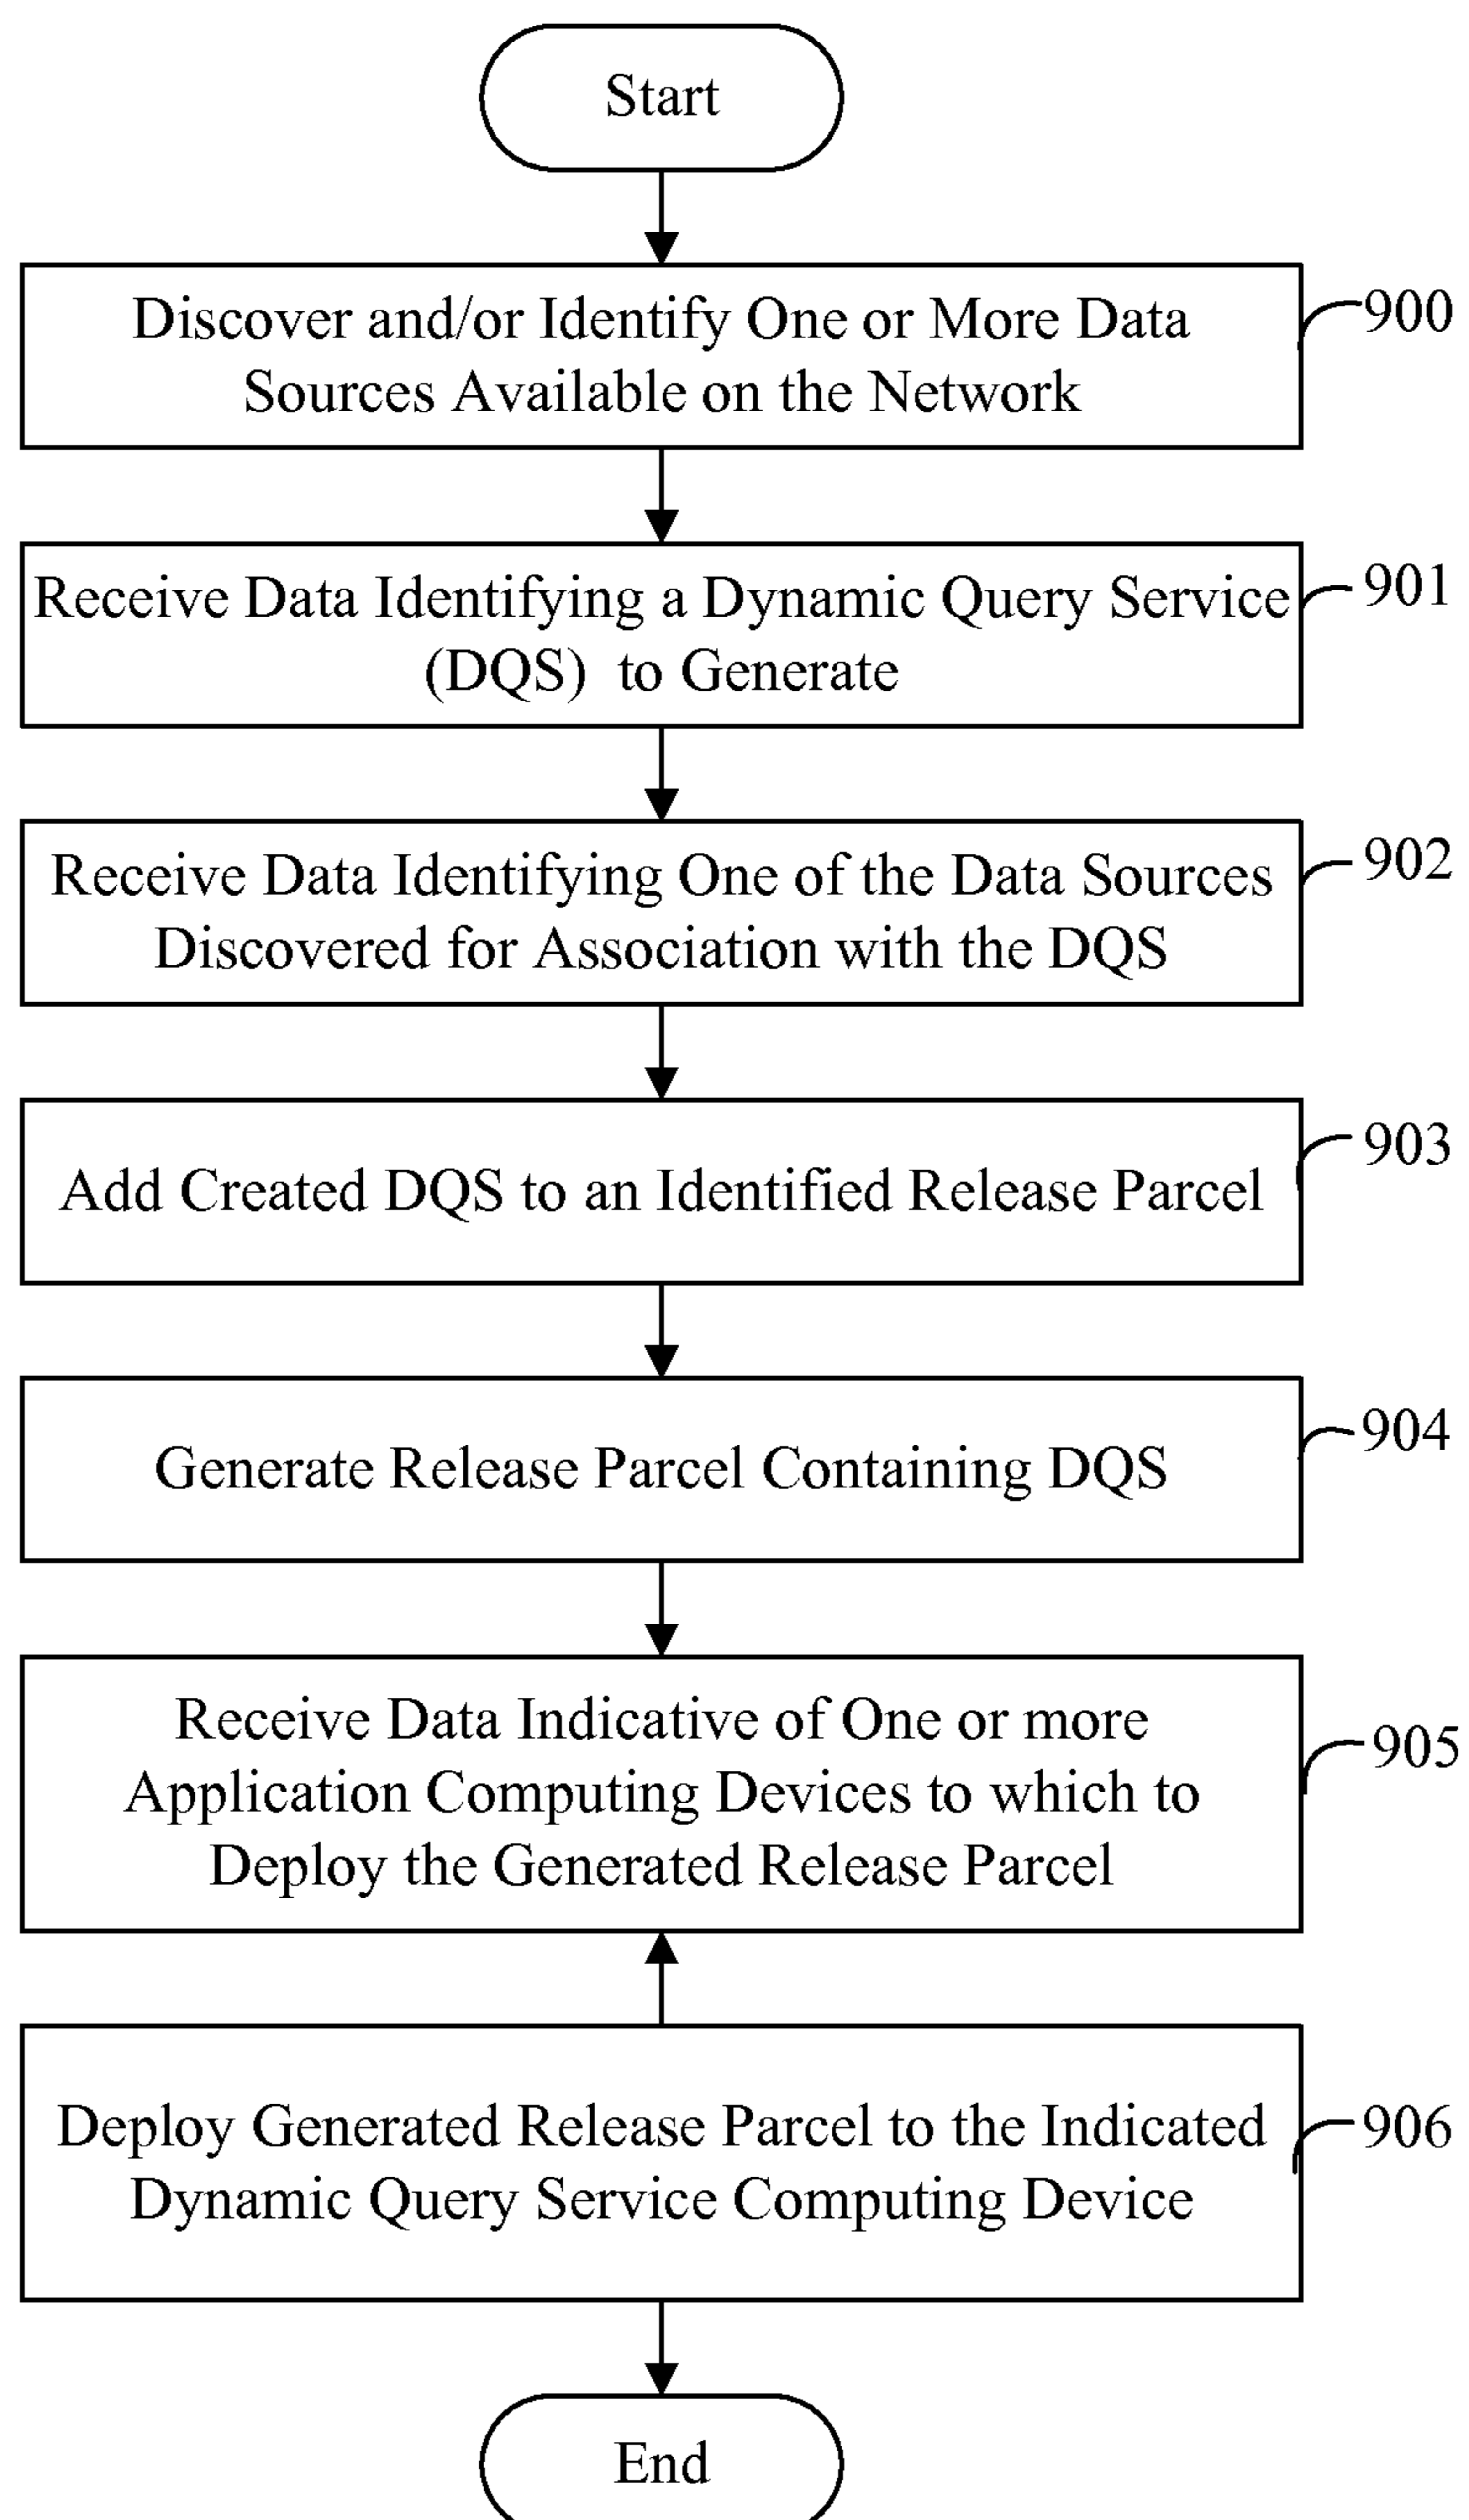 Start
Discover and/or Identify One or More Data
Sources Available on the Network
900
Receive Data Identifying a Dynamic Query Service
(DQS) to Generate
901
Receive Data Identifying One of the Data Sources
Discovered for Association with the DQS
902
Add Created DQS to an Identified Release Parcel
903
Generate Release Parcel Containing DQS
904
Receive Data Indicative of One or more
Application Computing Devices to which to
Deploy the Generated Release Parcel
905
Deploy Generated Release Parcel to the Indicated
Dynamic Query Service Computing Device
906
End